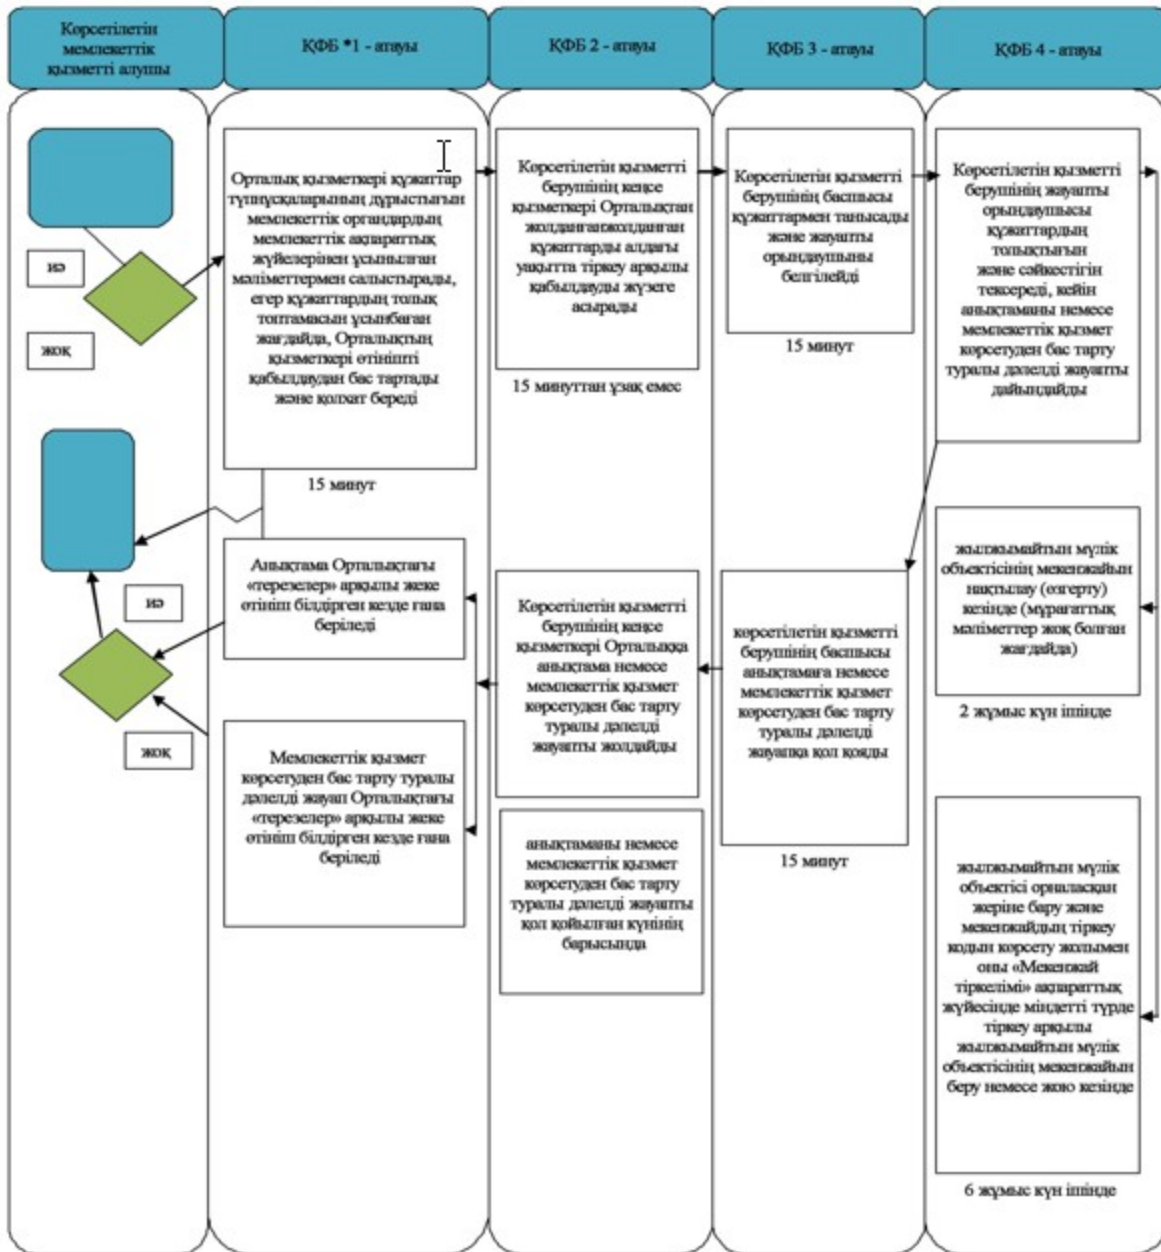 Көрсетілетін
мемлекеттік
қызметті алушы
ҚФБ *1 - атауы
ҚФБ 2 - атауы
ҚФБ 3 - атауы
ҚФБ 4 - атауы
иә
жоқ
Орталық қызметкері құжаттар
түпнұсқаларының дұрыстығын
мемлекеттік органдардың
мемлекеттік ақпараттық
жүйелерінен ұсынылған
мәліметтермен салыстырады,
егер құжаттардың толық
топтамасын ұсынбаған
жағдайда, Орталықтың
қызметкері өтінішті
қабылдаудан бас тартады
және қолхат береді
15 минут
Көрсетілетін қызметті
берушінің кеңсе
қызметкері Орталықтан
жолданғанжолданған
құжаттарды алдағы
уақытта тіркеу арқылы
қабылдауды жүзеге
асырады
15 минуттан ұзақ емес
Көрсетілетін қызметті
берушінің басшысы
құжаттармен танысады
және жауапты
орындаушыны
белгілейді
15 минут
Көрсетілетін қызметті
берушінің жауапты
орындаушысы
құжаттардың
толықтығын
және сәйкестігін
тексереді, кейін
анықтаманы немесе
мемлекеттік қызмет
көрсетуден бас тарту
туралы дәлелді жауапты
дайындайды
иә
жоқ
Анықтама Орталықтағы
«терезелер» арқылы жеке
өтініш білдірген кезде ғана
беріледі
Мемлекеттік қызмет
көрсетуден бас тарту туралы
дәлелді жауап Орталықтағы
«терезелер» арқылы жеке
өтініш білдірген кезде ғана
беріледі
Көрсетілетін қызметті
берушінің кеңсе
қызметкері Орталыққа
анықтама немесе
мемлекеттік қызмет
көрсетуден бас тарту
туралы дәлелді
жауапты жолдайды
анықтаманы немесе
мемлекеттік қызмет
көрсетуден бас тарту
туралы дәлелді жауапты
қол қойылған күнінің
барысында
көрсетілетін қызметті
берушінің басшысы
анықтамаға немесе
мемлекеттік қызмет
көрсетуден бас тарту
туралы дәлелді
жауапқа қол қояды
15 минут
жылжымайтын мүлік
объектісінің мекенжайын
нақтылау (өзгерту)
кезінде (мұрағаттық
мәліметтер жоқ болған
жағдайда)
2 жұмыс күн ішінде
жылжымайтын мүлік
объектісі орналасқан
жеріне бару және
мекенжайдың тіркеу
кодын көрсету жолымен
оны «Мекенжай
тіркелімі» ақпараттық
жүйесінде міндетті түрде
тіркеу арқылы
жылжымайтын мүлік
объектісінің мекенжайын
беру немесе жою кезінде
6 жұмыс күн ішінде